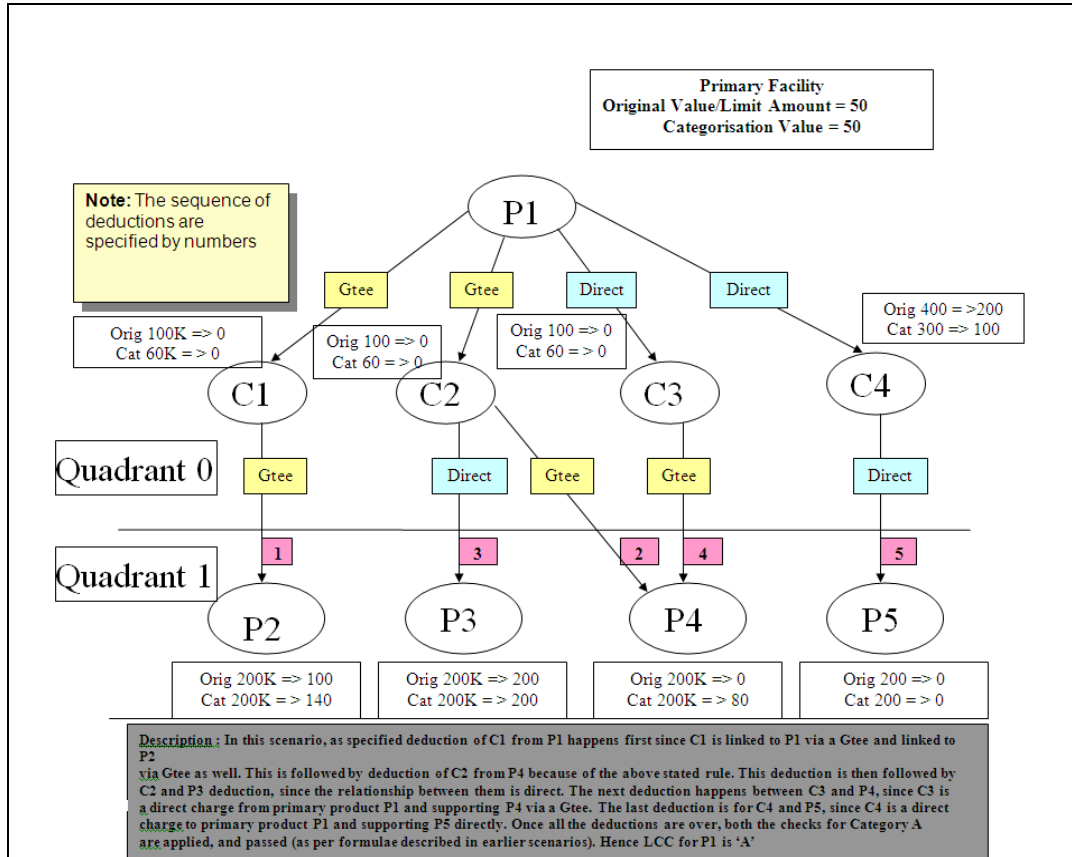 Primary Facility
Original Value/Limit Amount = 50
Categorisation Value = 50
Note: The sequence of
deductions are
specified by numbers
P1
Gtee
Gtee
Direct
Direct
Orig 100K => 0
Cat 60K = > 0
Orig 100 => 0
Cat 60 = > 0
Orig 100 => 0
Cat 60 = > 0
Orig 400 = >200
Cat 300 => 100
C1
C2
C3
C4
Quadrant 0
Gtee
Direct
Gtee
Gtee
Direct
Quadrant 1
1
3
2
4
5
P2
P3
P4
P5
Orig 200K => 100
Cat 200K = > 140
Orig 200K => 200
Cat 200K = > 200
Orig 200K => 0
Cat 200K = > 80
Orig 200 => 0
Cat 200 = > 0
Description : In this scenario, as specified deduction of C1 from P1 happens first since C1 is linked to P1 via a Gtee and linked to
P2
via Gtee as well. This is followed by deduction of C2 from P4 because of the above stated rule. This deduction is then followed by
C2 and P3 deduction, since the relationship between them is direct. The next deduction happens between C3 and P4, since C3 is
a direct charge from primary product P1 and supporting P4 via a Gtee. The last deduction is for C4 and P5, since C4 is a direct
charge to primary product P1 and supporting P5 directly. Once all the deductions are over, both the checks for Category A
are applied, and passed (as per formulae described in earlier scenarios). Hence LCC for P1 is ‘A’